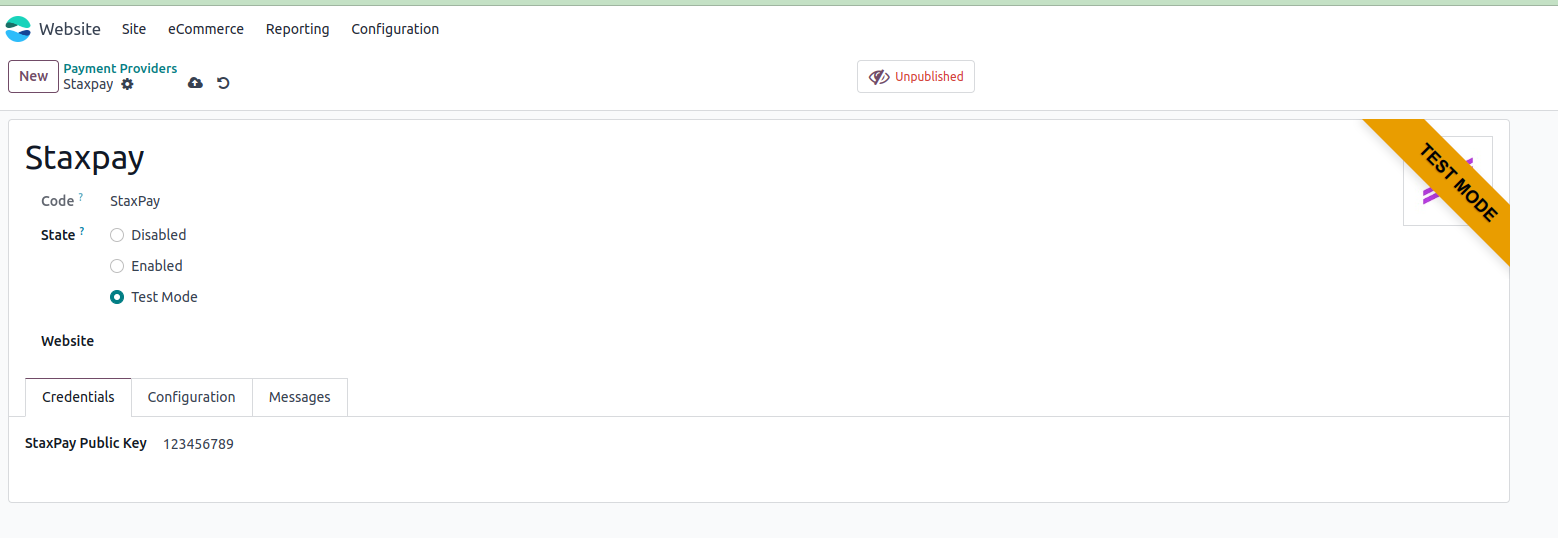 Website Site eCommerce Reporting Configuration
New
Payment Providers
Staxpay
Unpublished
TEST MODE
Staxpay
Code ? StaxPay
State ? Disabled
Enabled
Test Mode
Website
Credentials Configuration Messages
StaxPay Public Key 123456789